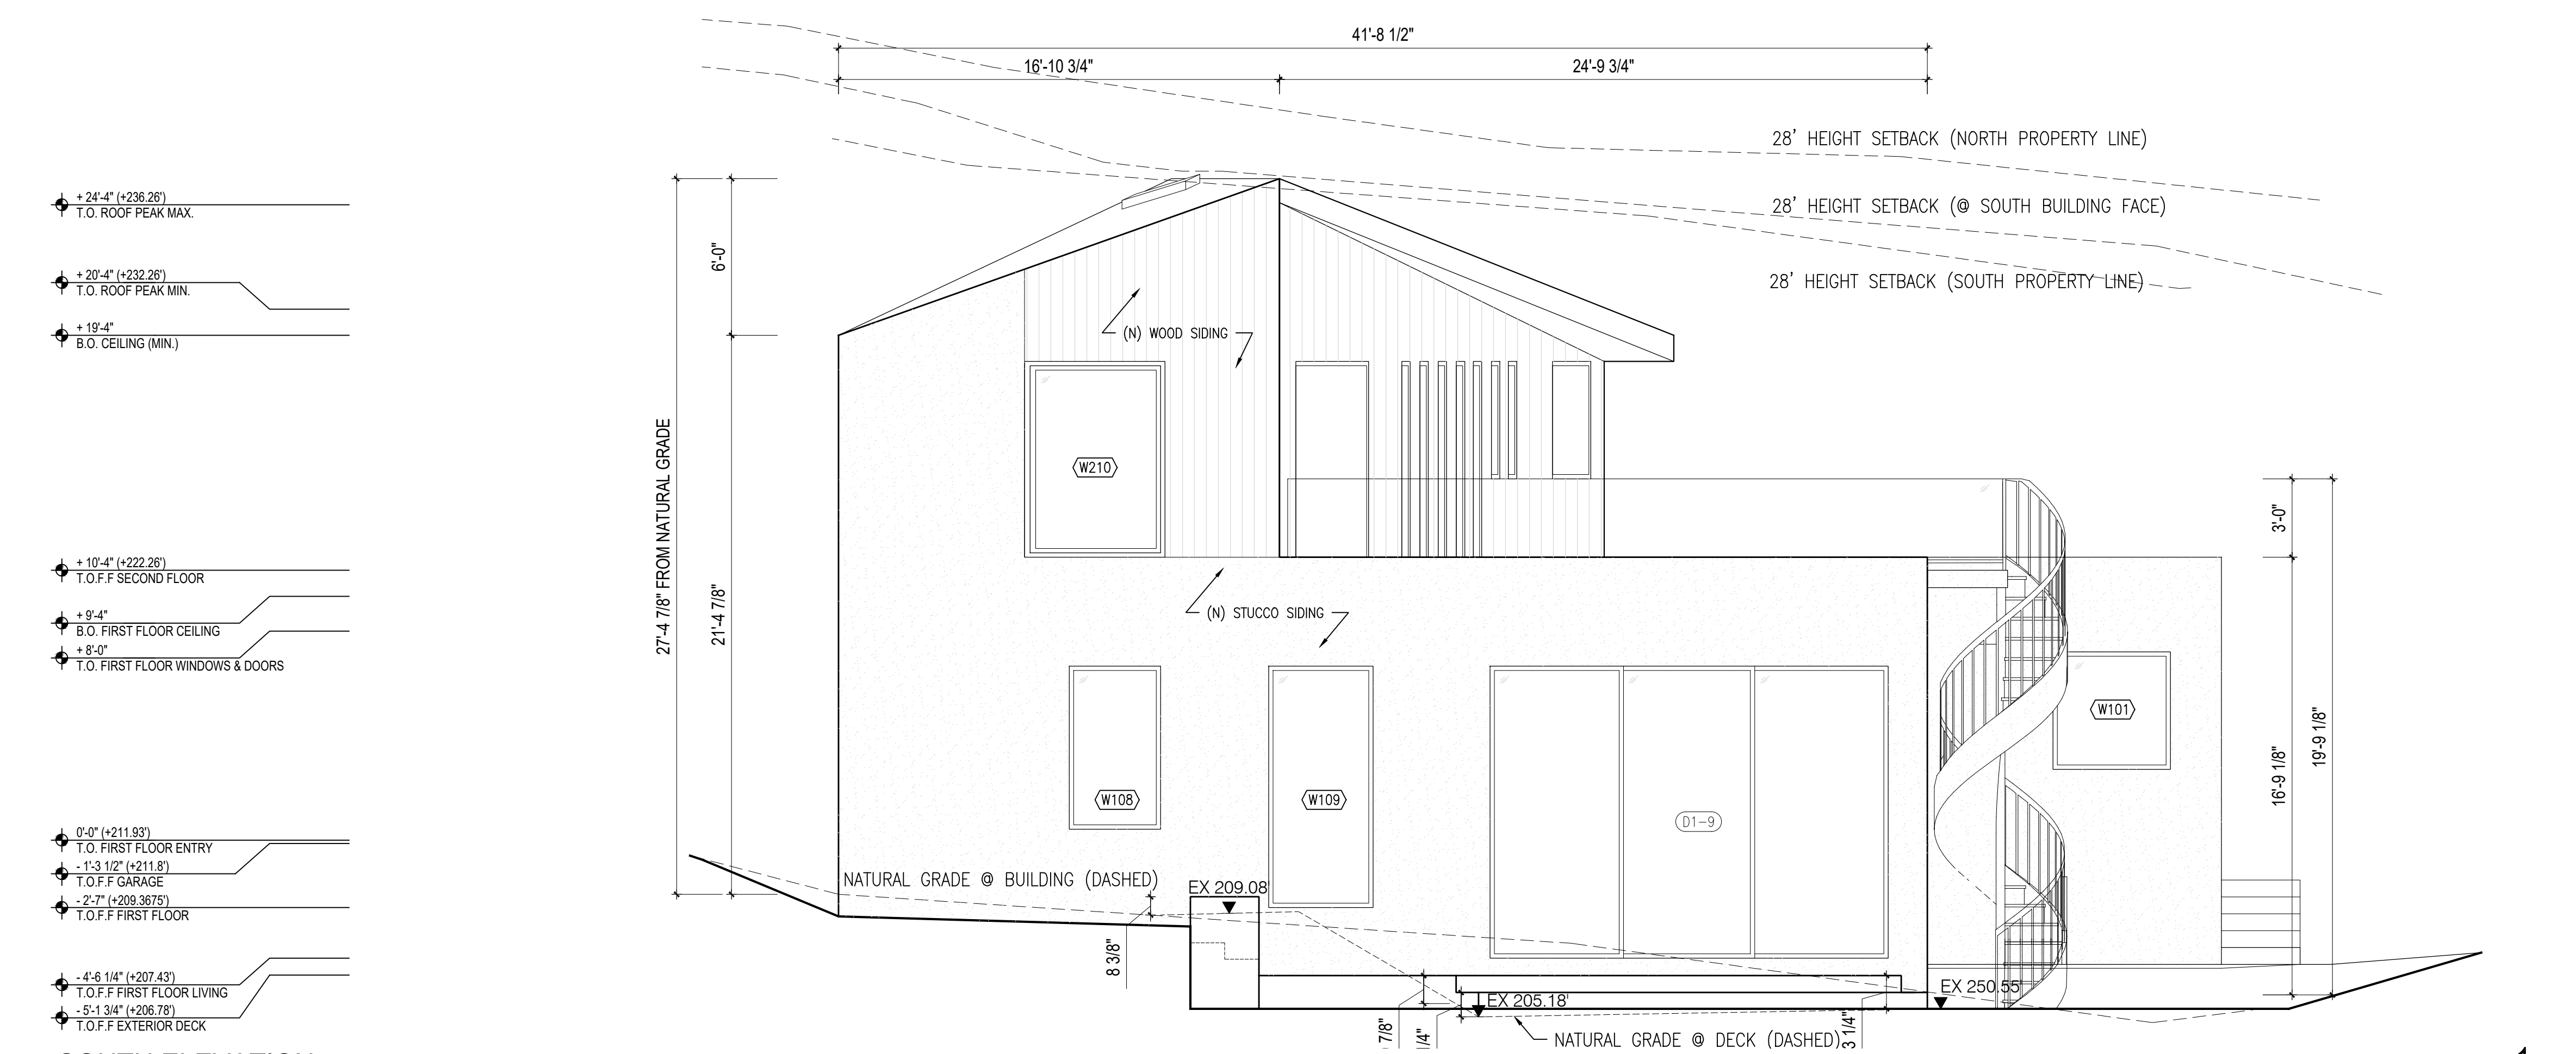 41'-8 1/2"
16'-10 3/4"
24'-9 3/4"
28' HEIGHT SETBACK (NORTH PROPERTY LINE)
28' HEIGHT SETBACK (@ SOUTH BUILDING FACE)
28' HEIGHT SETBACK (SOUTH PROPERTY LINE)
+ 24'-4" (+236.26')
T.O. ROOF PEAK MAX.
+ 20'-4" (+232.26')
T.O. ROOF PEAK MIN.
+ 19'-4"
B.O. CEILING (MIN.)
+ 10'-4" (+222.26')
T.O.F.F SECOND FLOOR
+ 9'-4"
B.O. FIRST FLOOR CEILING
+ 8'-0"
T.O. FIRST FLOOR WINDOWS & DOORS
0'-0" (+211.93')
T.O. FIRST FLOOR ENTRY
- 1'-3 1/2" (+211.8')
T.O.F.F GARAGE
- 2'-7" (+209.3675')
T.O.F.F FIRST FLOOR
- 4'-6 1/4" (+207.43')
T.O.F.F FIRST FLOOR LIVING
- 5'-1 3/4" (+206.78')
T.O.F.F EXTERIOR DECK
27'-4 7/8" FROM NATURAL GRADE
6'-0"
21'-4 7/8"
(N) WOOD SIDING
W210
(N) STUCCO SIDING
W108
W109
D1-9
W101
3'-0"
16'-9 1/8"
19'-9 1/8"
NATURAL GRADE @ BUILDING (DASHED)
EX 209.08'
8 3/8"
EX 205.18'
EX 250.55'
7/8"
1/4"
NATURAL GRADE @ DECK (DASHED)
3 1/4"